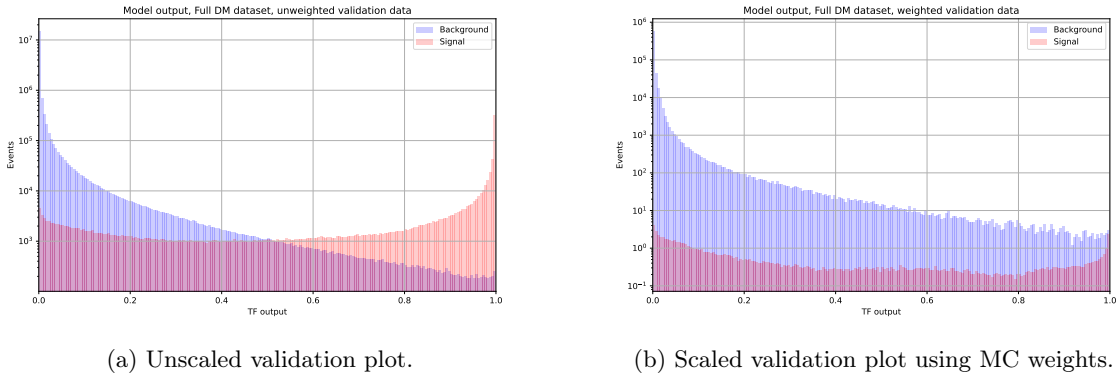 Model output, Full DM dataset, unweighted validation data
Background
Signal
Events
10^7
10^6
10^5
10^4
10^3
0.0 0.2 0.4 0.6 0.8 1.0
TF output
(a) Unscaled validation plot.
Model output, Full DM dataset, weighted validation data
Background
Signal
Events
10^6
10^5
10^4
10^3
10^2
10^1
10^0
10^-1
0.0 0.2 0.4 0.6 0.8 1.0
TF output
(b) Scaled validation plot using MC weights.